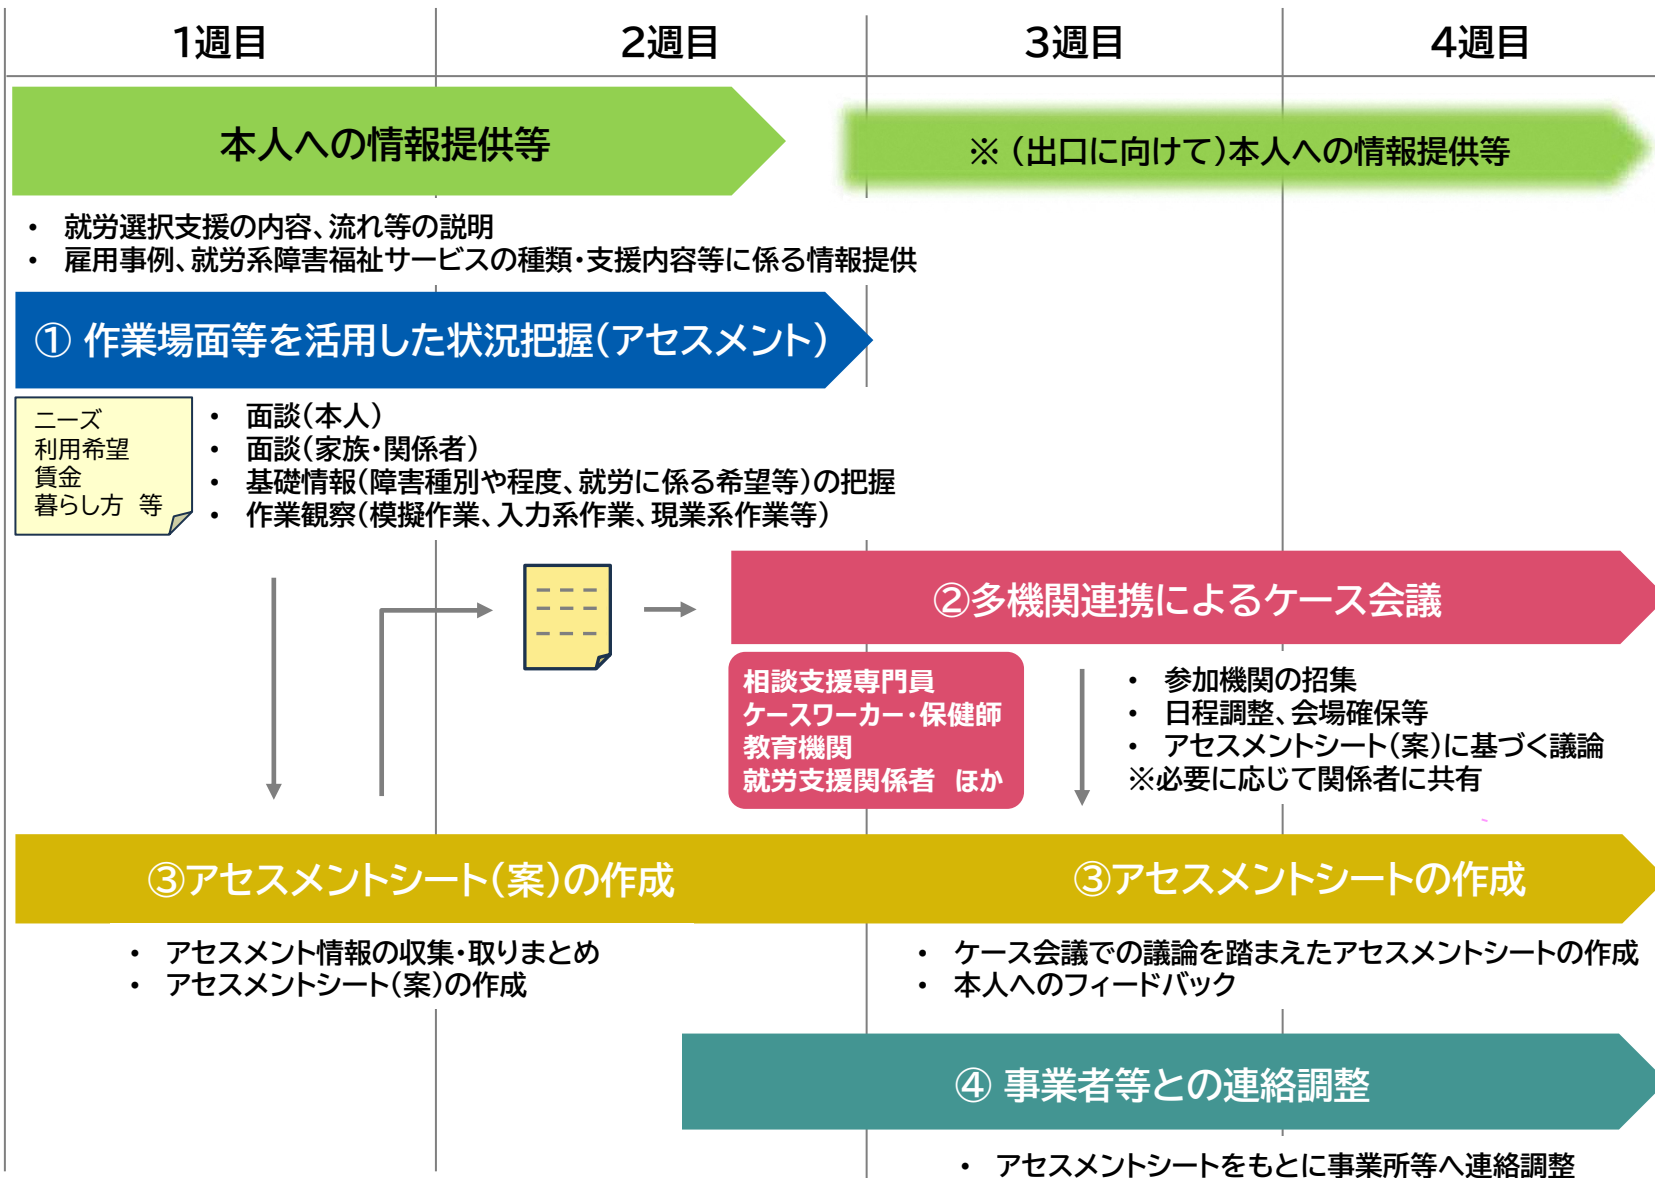 1週目
2週目
3週目
4週目
本人への情報提供等
※（出口に向けて）本人への情報提供等
・ 就労選択支援の内容、流れ等の説明
・ 雇用事例、就労系障害福祉サービスの種類・支援内容等に係る情報提供
① 作業場面等を活用した状況把握（アセスメント）
ニーズ
利用希望
賃金
暮らし方 等
・ 面談（本人）
・ 面談（家族・関係者）
・ 基礎情報（障害種別や程度、就労に係る希望等）の把握
・ 作業観察（模擬作業、入力系作業、現業系作業等）
②多機関連携によるケース会議
相談支援専門員
ケースワーカー・保健師
教育機関
就労支援関係者 ほか
・ 参加機関の招集
・ 日程調整、会場確保等
・ アセスメントシート（案）に基づく議論
※必要に応じて関係者に共有
③アセスメントシート（案）の作成
③アセスメントシートの作成
・ アセスメント情報の収集・取りまとめ
・ アセスメントシート（案）の作成
・ ケース会議での議論を踏まえたアセスメントシートの作成
・ 本人へのフィードバック
④ 事業者等との連絡調整
・ アセスメントシートをもとに事業所等へ連絡調整